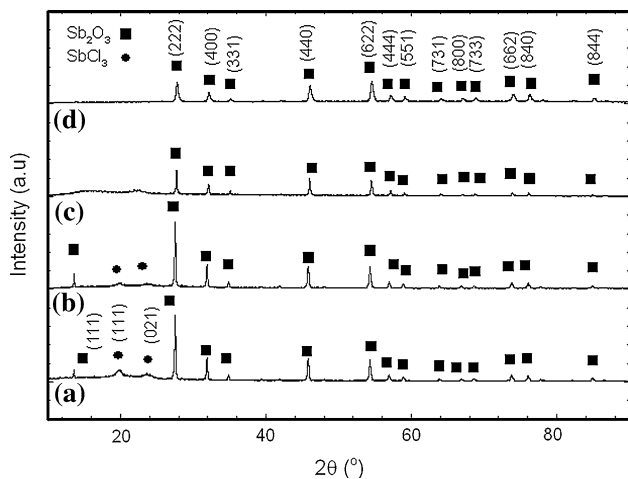 Sb₂O₃
SbCl₃
(222)
(400)
(331)
(440)
(622)
(444)
(551)
(731)
(800)
(733)
(662)
(840)
(844)
(d)
(c)
(b)
(111)
(111)
(021)
(a)
Intensity (a.u)
20
40
60
80
2θ (°)